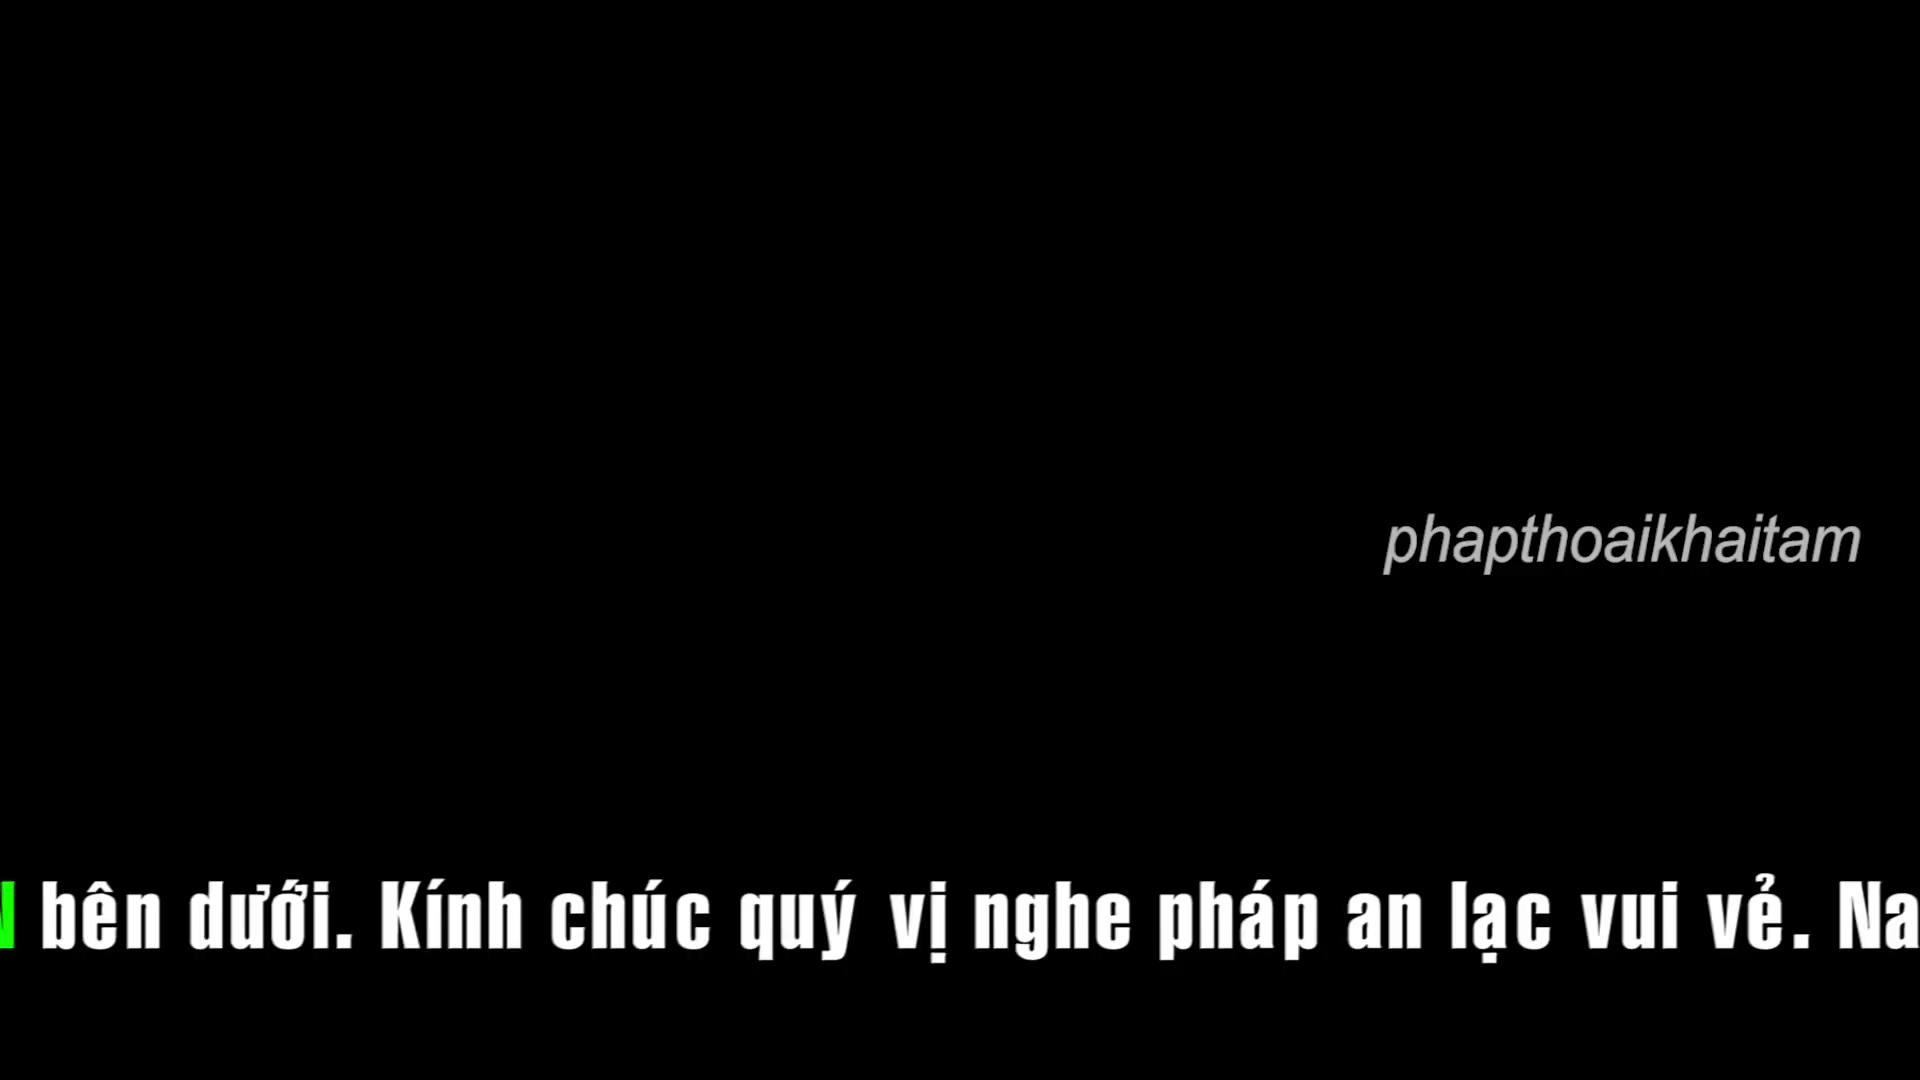 phapthoaikhaitam
bên dưới. Kính chúc quý vị nghe pháp an lạc vui vẻ. Na